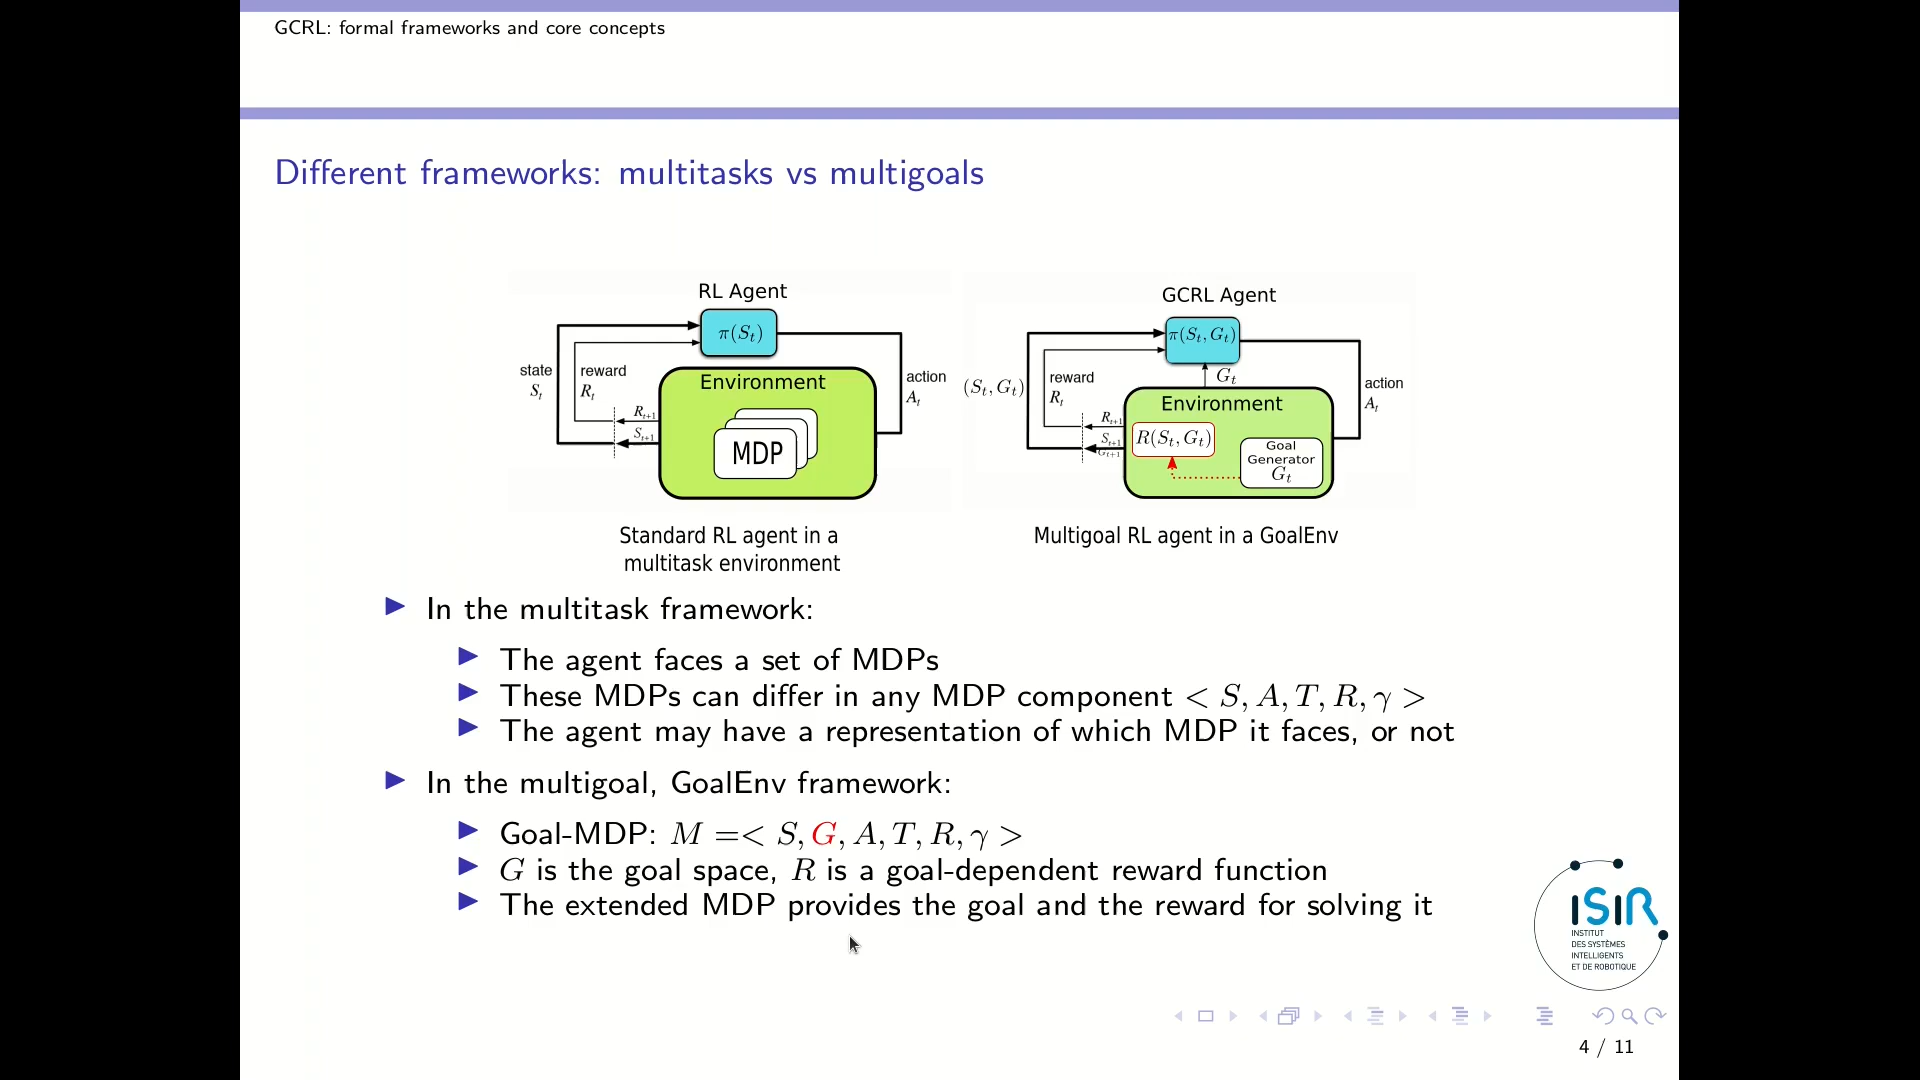 GCRL: formal frameworks and core concepts
Different frameworks: multitasks vs multigoals
RL Agent
π(S_t)
state
S_t
reward
R_t
R_{t+1}
S_{t+1}
Environment
MDP
action
A_t
Standard RL agent in a
multitask environment
GCRL Agent
π(S_t, G_t)
(S_t, G_t)
reward
R_t
G_t
R_{t+1}
S_{t+1}
G_{t+1}
Environment
R(S_t, G_t)
Goal
Generator
G_t
action
A_t
Multigoal RL agent in a GoalEnv
▶ In the multitask framework:
▶ The agent faces a set of MDPs
▶ These MDPs can differ in any MDP component < S, A, T, R, γ >
▶ The agent may have a representation of which MDP it faces, or not
▶ In the multigoal, GoalEnv framework:
▶ Goal-MDP: M =< S, G, A, T, R, γ >
▶ G is the goal space, R is a goal-dependent reward function
▶ The extended MDP provides the goal and the reward for solving it
ISIR
INSTITUT
DES SYSTÈMES
INTELLIGENTS
ET DE ROBOTIQUE
4 / 11